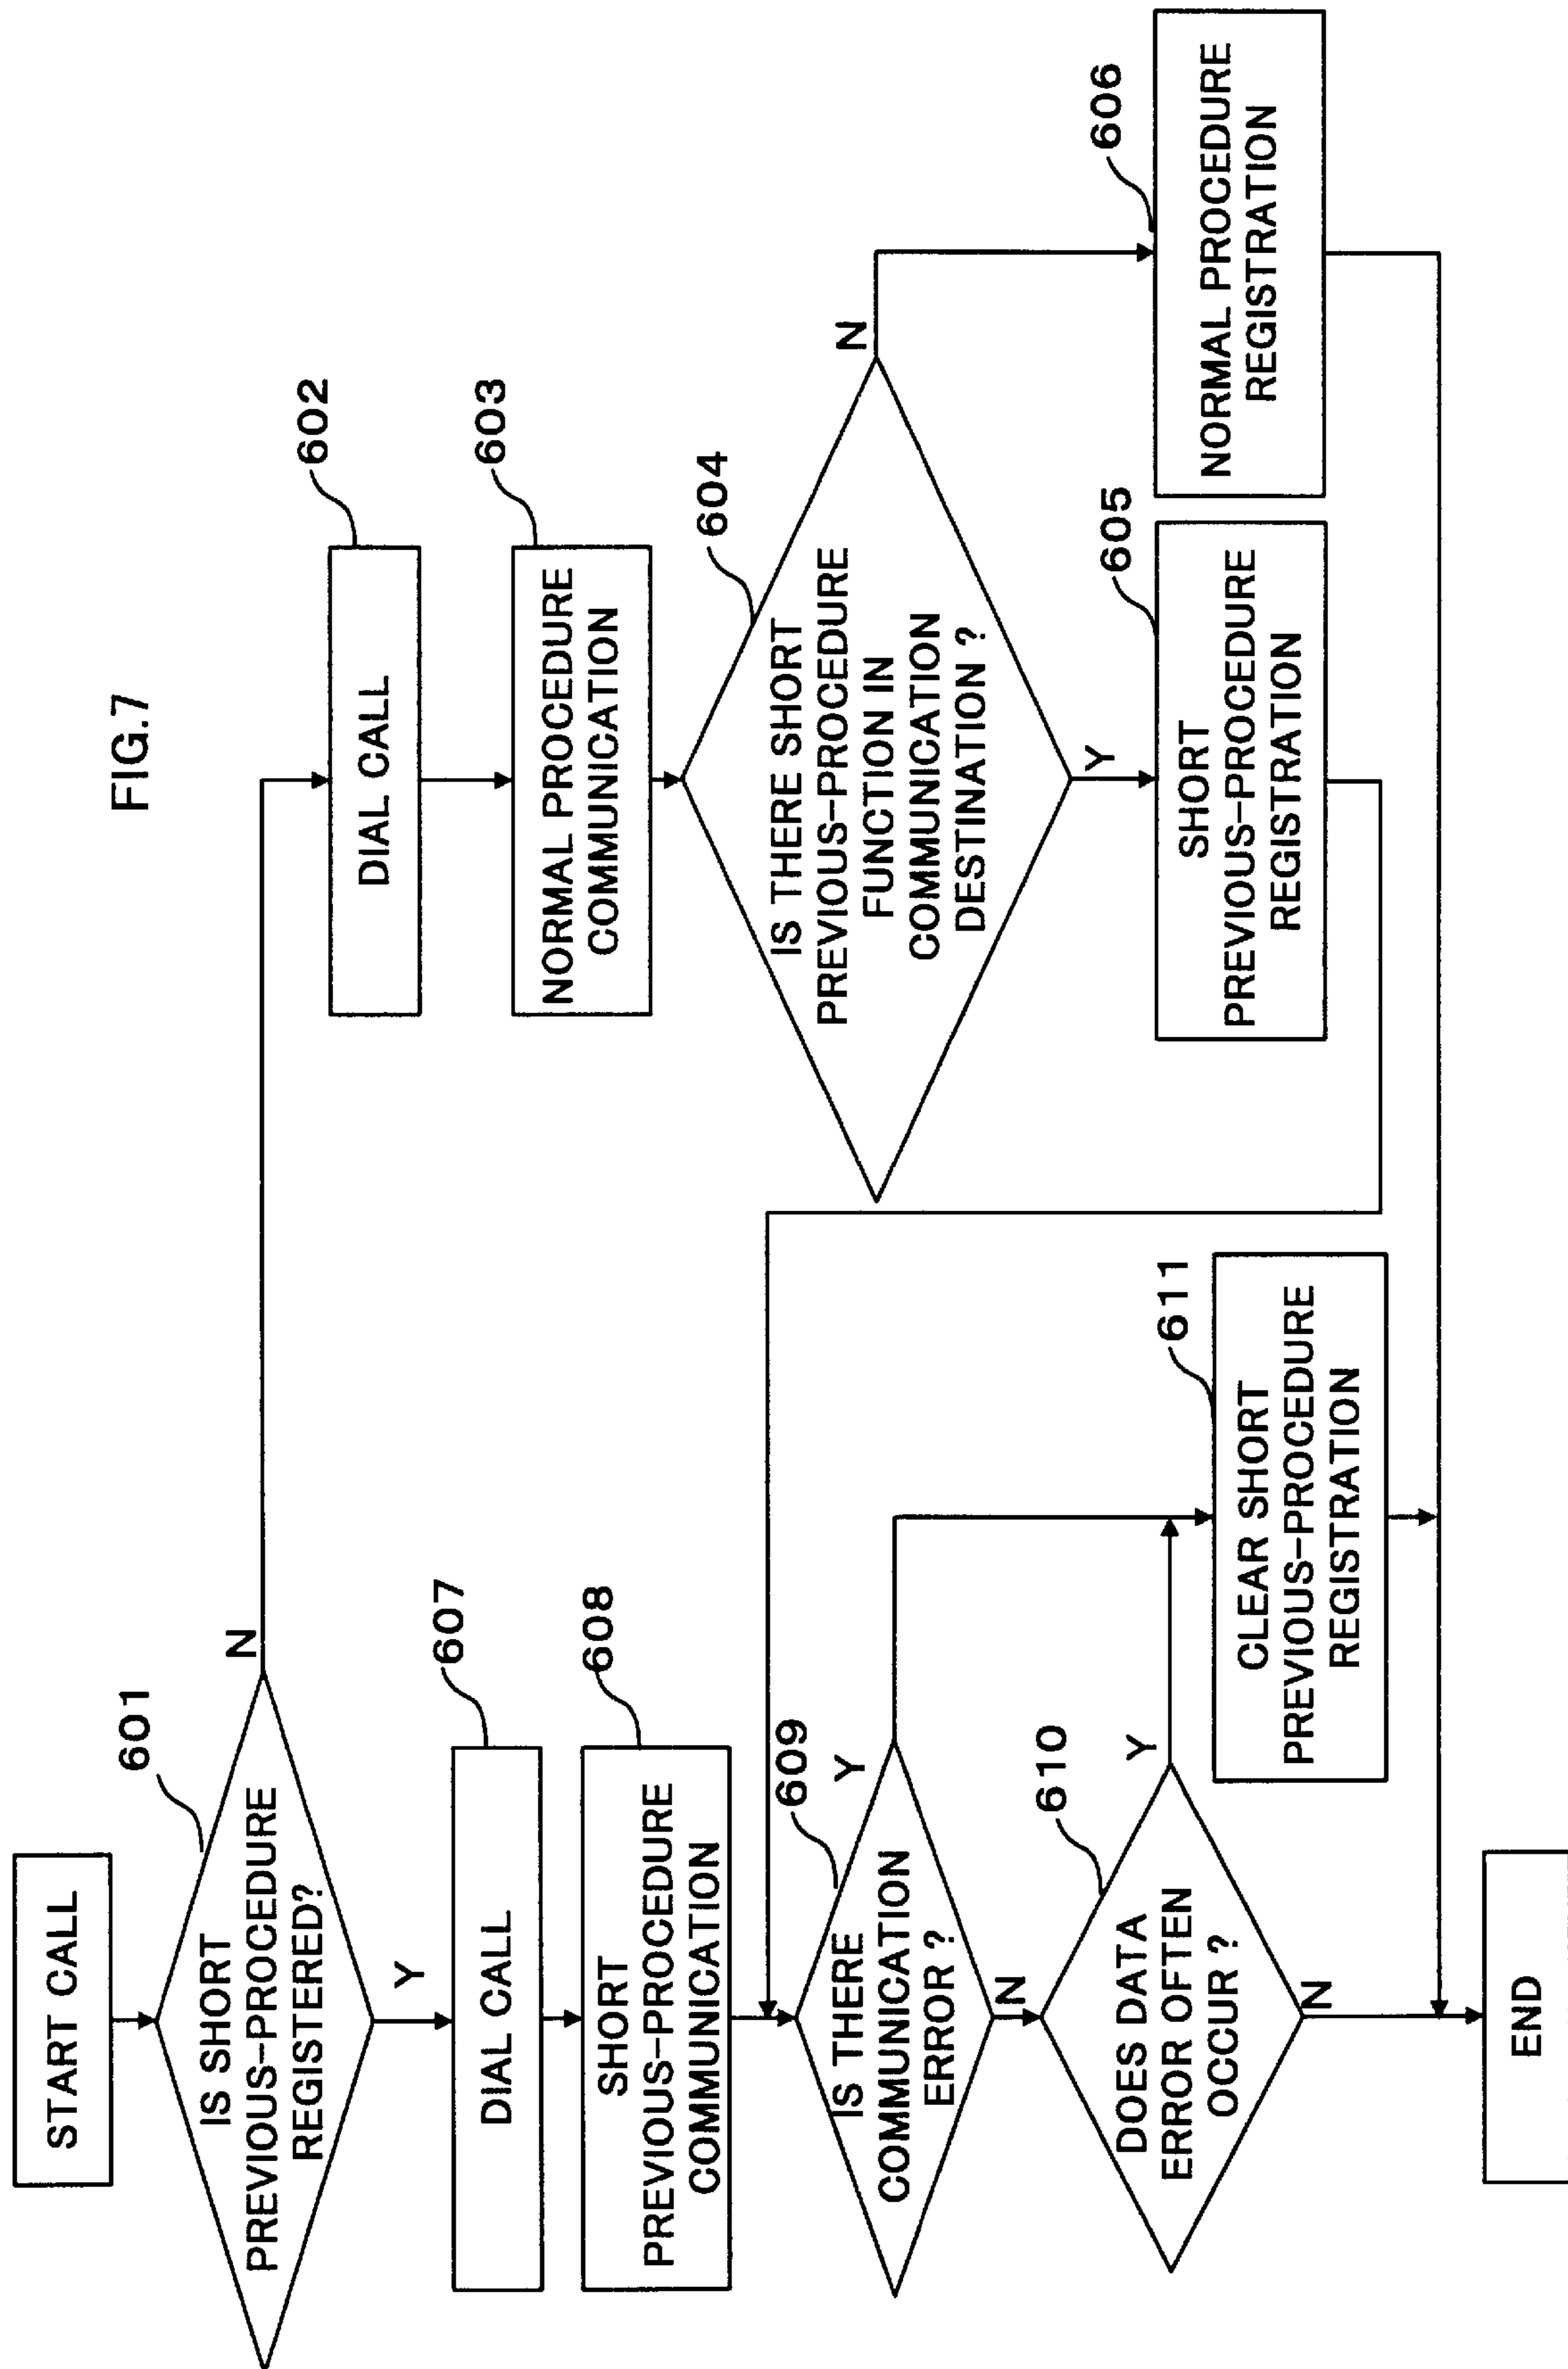 FIG.7
START CALL
601
IS SHORT
PREVIOUS-PROCEDURE
REGISTERED?
N
Y
602
DIAL CALL
603
NORMAL PROCEDURE
COMMUNICATION
604
IS THERE SHORT
PREVIOUS-PROCEDURE
FUNCTION IN
COMMUNICATION
DESTINATION ?
N
Y
605
SHORT
PREVIOUS-PROCEDURE
REGISTRATION
606
NORMAL PROCEDURE
REGISTRATION
607
DIAL CALL
608
SHORT
PREVIOUS-PROCEDURE
COMMUNICATION
609
IS THERE
COMMUNICATION
ERROR ?
Y
N
610
DOES DATA
ERROR OFTEN
OCCUR ?
Y
N
611
CLEAR SHORT
PREVIOUS-PROCEDURE
REGISTRATION
END